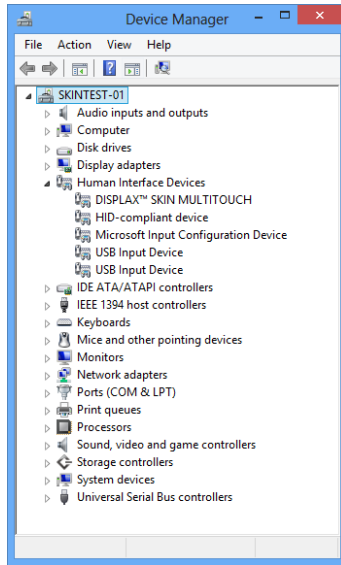 Device Manager
File Action View Help
SKINTEST-01
Audio inputs and outputs
Computer
Disk drives
Display adapters
Human Interface Devices
DISPLAX™ SKIN MULTITOUCH
HID-compliant device
Microsoft Input Configuration Device
USB Input Device
USB Input Device
IDE ATA/ATAPI controllers
IEEE 1394 host controllers
Keyboards
Mice and other pointing devices
Monitors
Network adapters
Ports (COM & LPT)
Print queues
Processors
Sound, video and game controllers
Storage controllers
System devices
Universal Serial Bus controllers